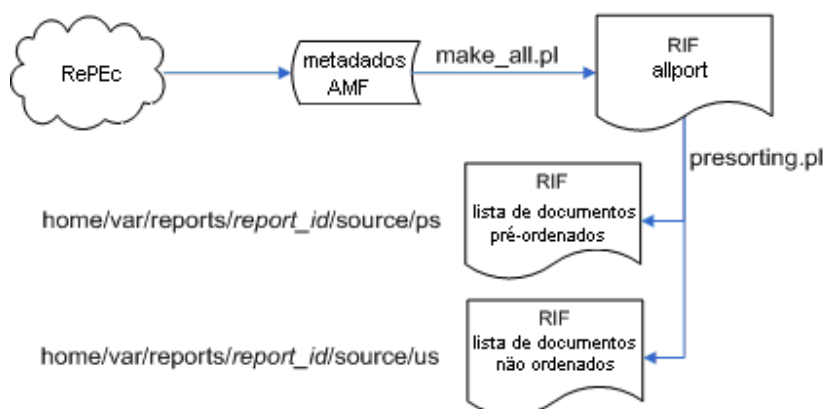 RePEc
metadados
AMF
make_all.pl
RIF
allport
presorting.pl
RIF
lista de documentos
pré-ordenados
home/var/reports/report_id/source/ps
RIF
lista de documentos
não ordenados
home/var/reports/report_id/source/us